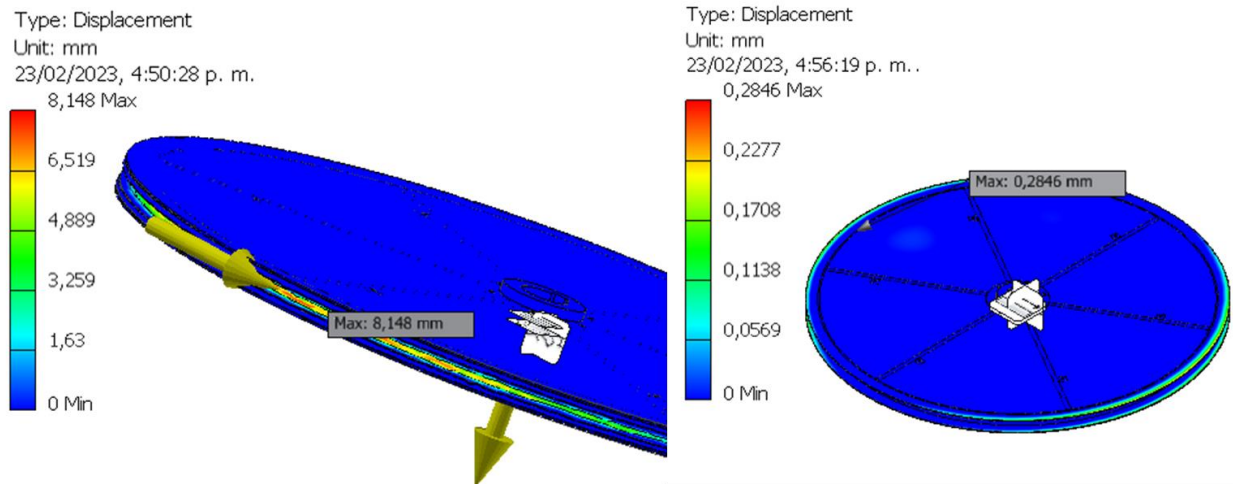 Type: Displacement
Unit: mm
23/02/2023, 4:50:28 p. m.
8,148 Max
6,519
4,889
3,259
1,63
0 Min
Max: 8,148 mm
Type: Displacement
Unit: mm
23/02/2023, 4:56:19 p. m..
0,2846 Max
0,2277
0,1708
0,1138
0,0569
0 Min
Max: 0,2846 mm